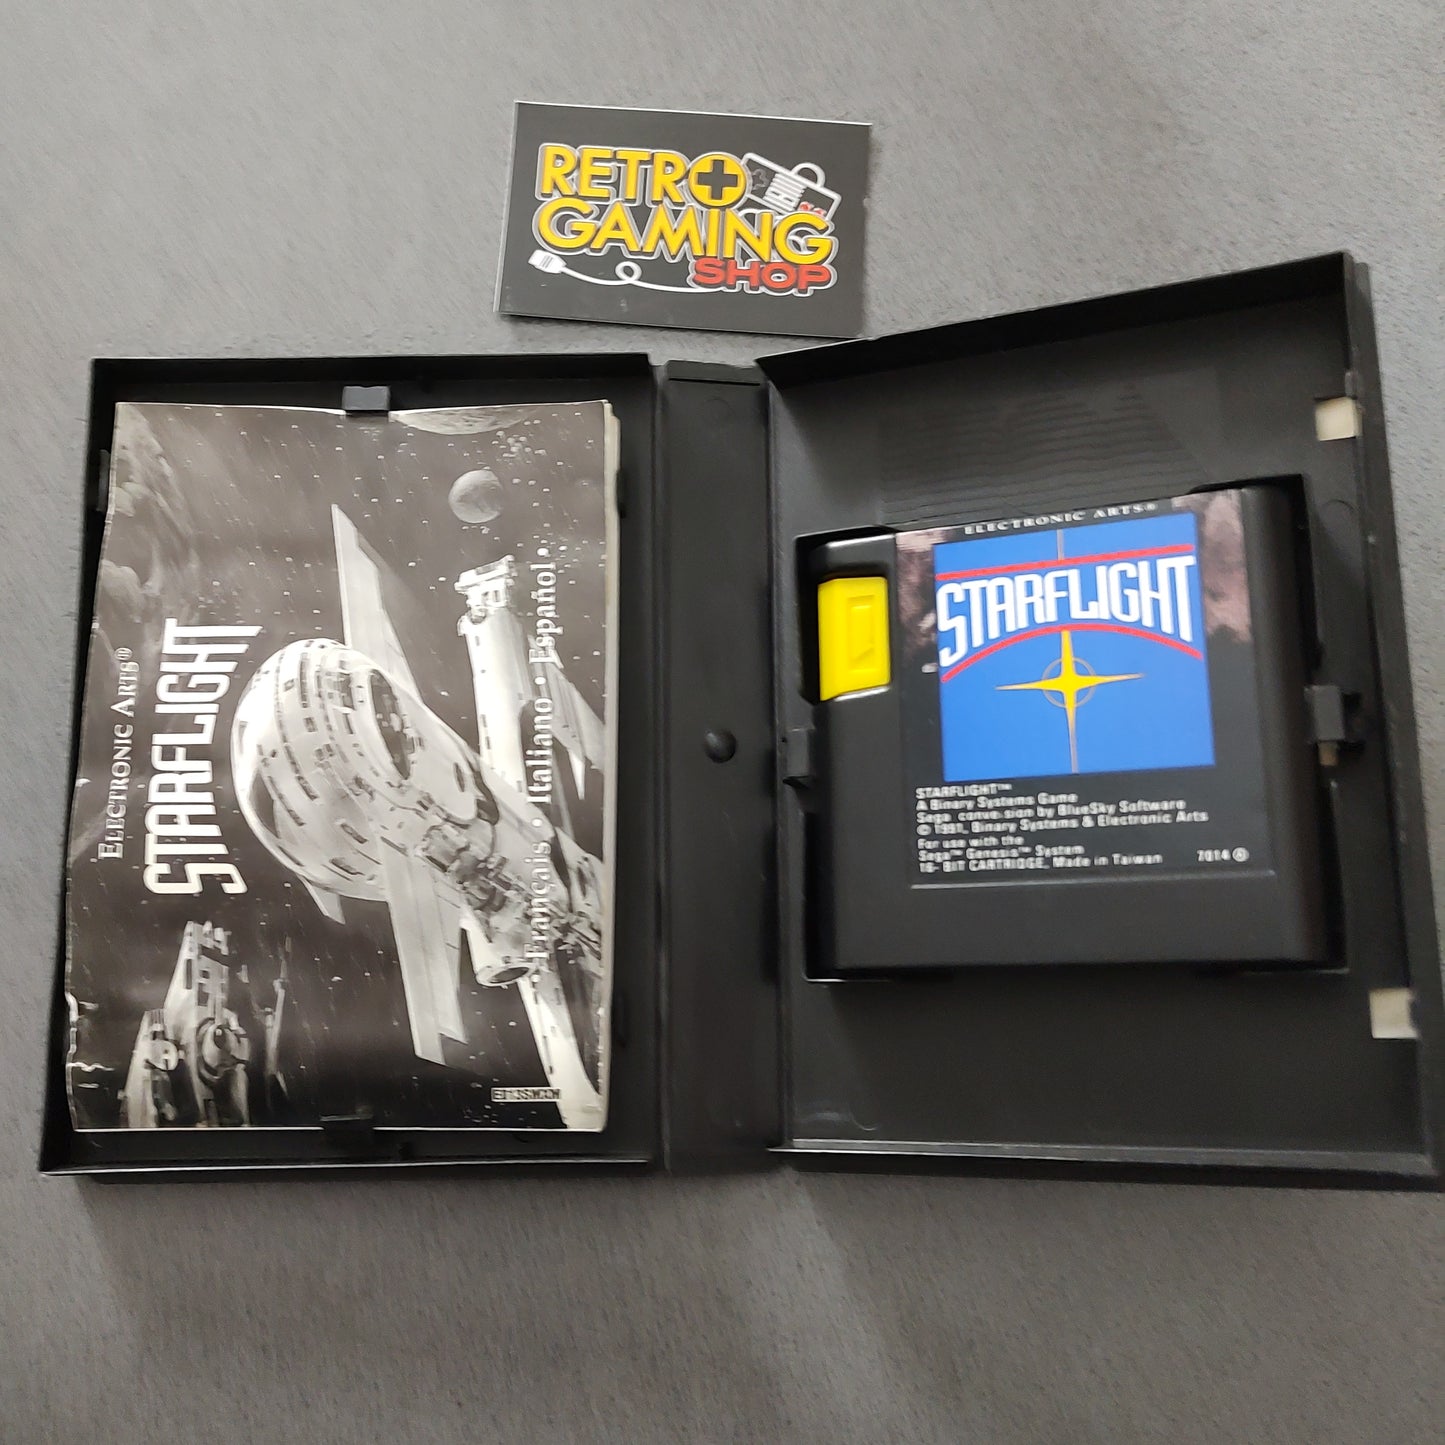 RETRO
GAMING
SHOP
ELECTRONIC ARTS®
STARFLIGHT
• Français • Italiano • Español •
ELECTRONIC ARTS®
STARFLIGHT
STARFLIGHT™
A Binary Systems Game
Sega conversion by BlueSky Software
© 1991, Binary Systems & Electronic Arts
For use with the
Sega™ Genesis™ System
16-BIT CARTRIDGE, Made in Taiwan
7014